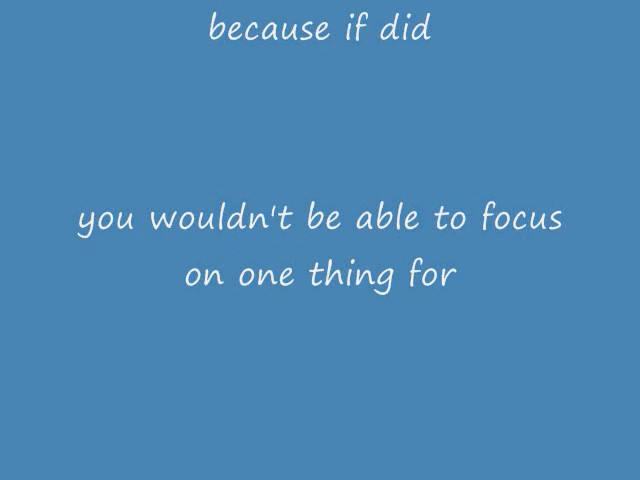 because if did
you wouldn't be able to focus
on one thing for